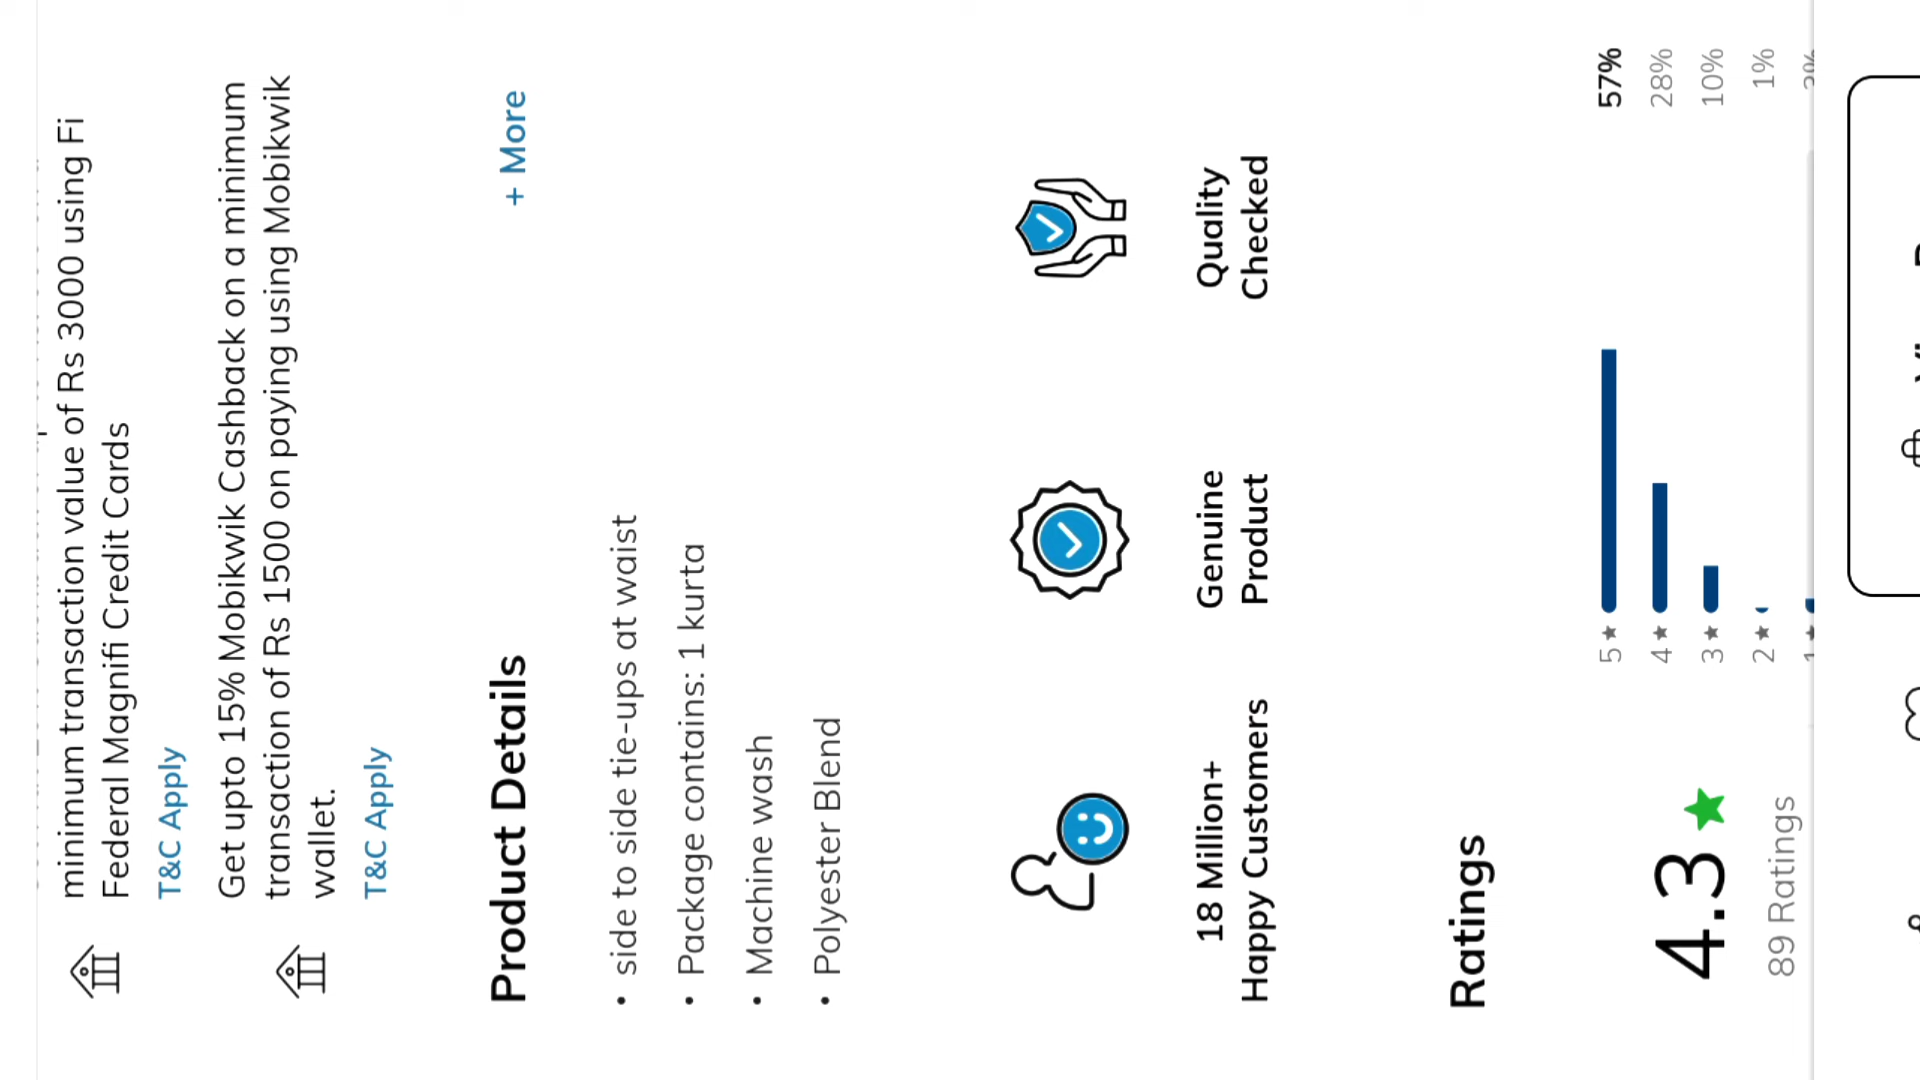 minimum transaction value of Rs 3000 using Fi
Federal Magnifi Credit Cards
T&C Apply
Get upto 15% Mobikwik Cashback on a minimum
transaction of Rs 1500 on paying using Mobikwik
wallet.
T&C Apply
Product Details
+ More
• side to side tie-ups at waist
• Package contains: 1 kurta
• Machine wash
• Polyester Blend
18 Million+
Happy Customers
Genuine
Product
Quality
Checked
Ratings
4.3
89 Ratings
5 57%
4 28%
3 10%
2 1%